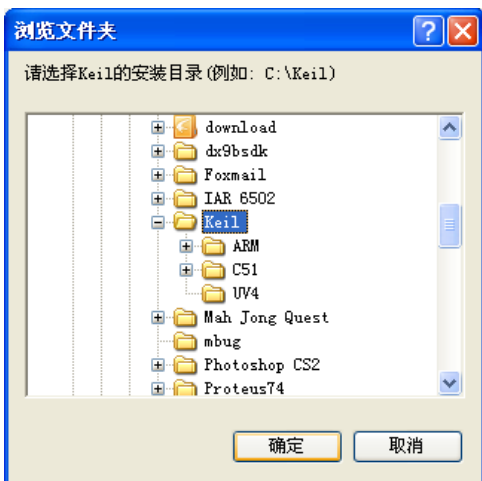 浏览文件夹
请选择Keil的安装目录(例如: C:\Keil)
download
dx9bsdk
Foxmail
IAR 6502
Keil
ARM
C51
UV4
Mah Jong Quest
mbug
Photoshop CS2
Proteus74
确定
取消